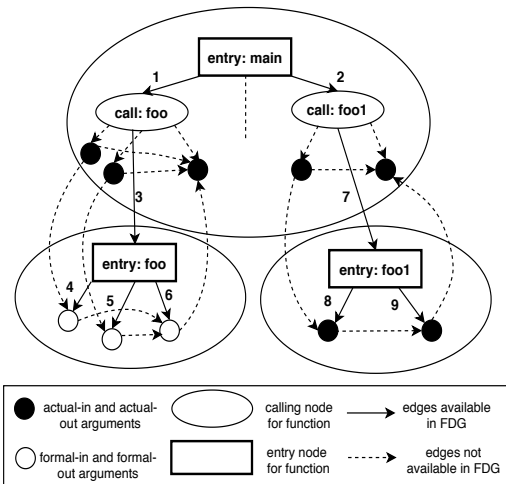 entry: main
1
2
call: foo
call: foo1
3
7
entry: foo
entry: foo1
4
5
6
8
9
actual-in and actual-
out arguments
calling node
for function
edges available
in FDG
formal-in and formal-
out arguments
entry node
for function
edges not
available in FDG